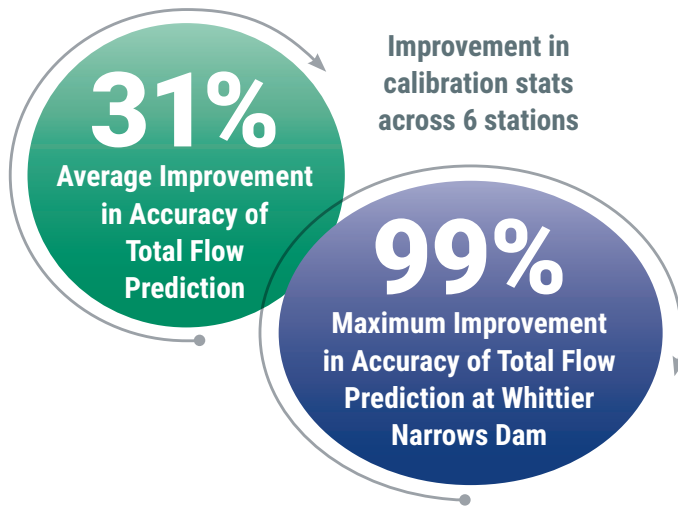 Improvement in
calibration stats
across 6 stations
31%
Average Improvement
in Accuracy of
Total Flow
Prediction
99%
Maximum Improvement
in Accuracy of Total Flow
Prediction at Whittier
Narrows Dam